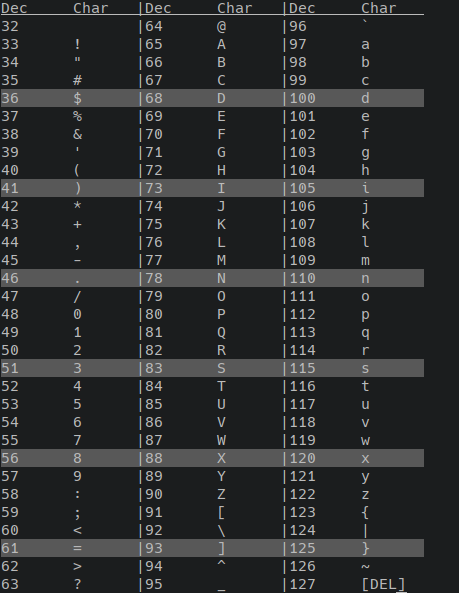 Dec Char |Dec Char |Dec Char
32 |64 @ |96 `
33 ! |65 A |97 a
34 " |66 B |98 b
35 # |67 C |99 c
36 $ |68 D |100 d
37 % |69 E |101 e
38 & |70 F |102 f
39 ' |71 G |103 g
40 ( |72 H |104 h
41 ) |73 I |105 i
42 * |74 J |106 j
43 + |75 K |107 k
44 , |76 L |108 l
45 - |77 M |109 m
46 . |78 N |110 n
47 / |79 O |111 o
48 0 |80 P |112 p
49 1 |81 Q |113 q
50 2 |82 R |114 r
51 3 |83 S |115 s
52 4 |84 T |116 t
53 5 |85 U |117 u
54 6 |86 V |118 v
55 7 |87 W |119 w
56 8 |88 X |120 x
57 9 |89 Y |121 y
58 : |90 Z |122 z
59 ; |91 [ |123 {
60 < |92 \ |124 |
61 = |93 ] |125 }
62 > |94 ^ |126 ~
63 ? |95 _ |127 [DEL]